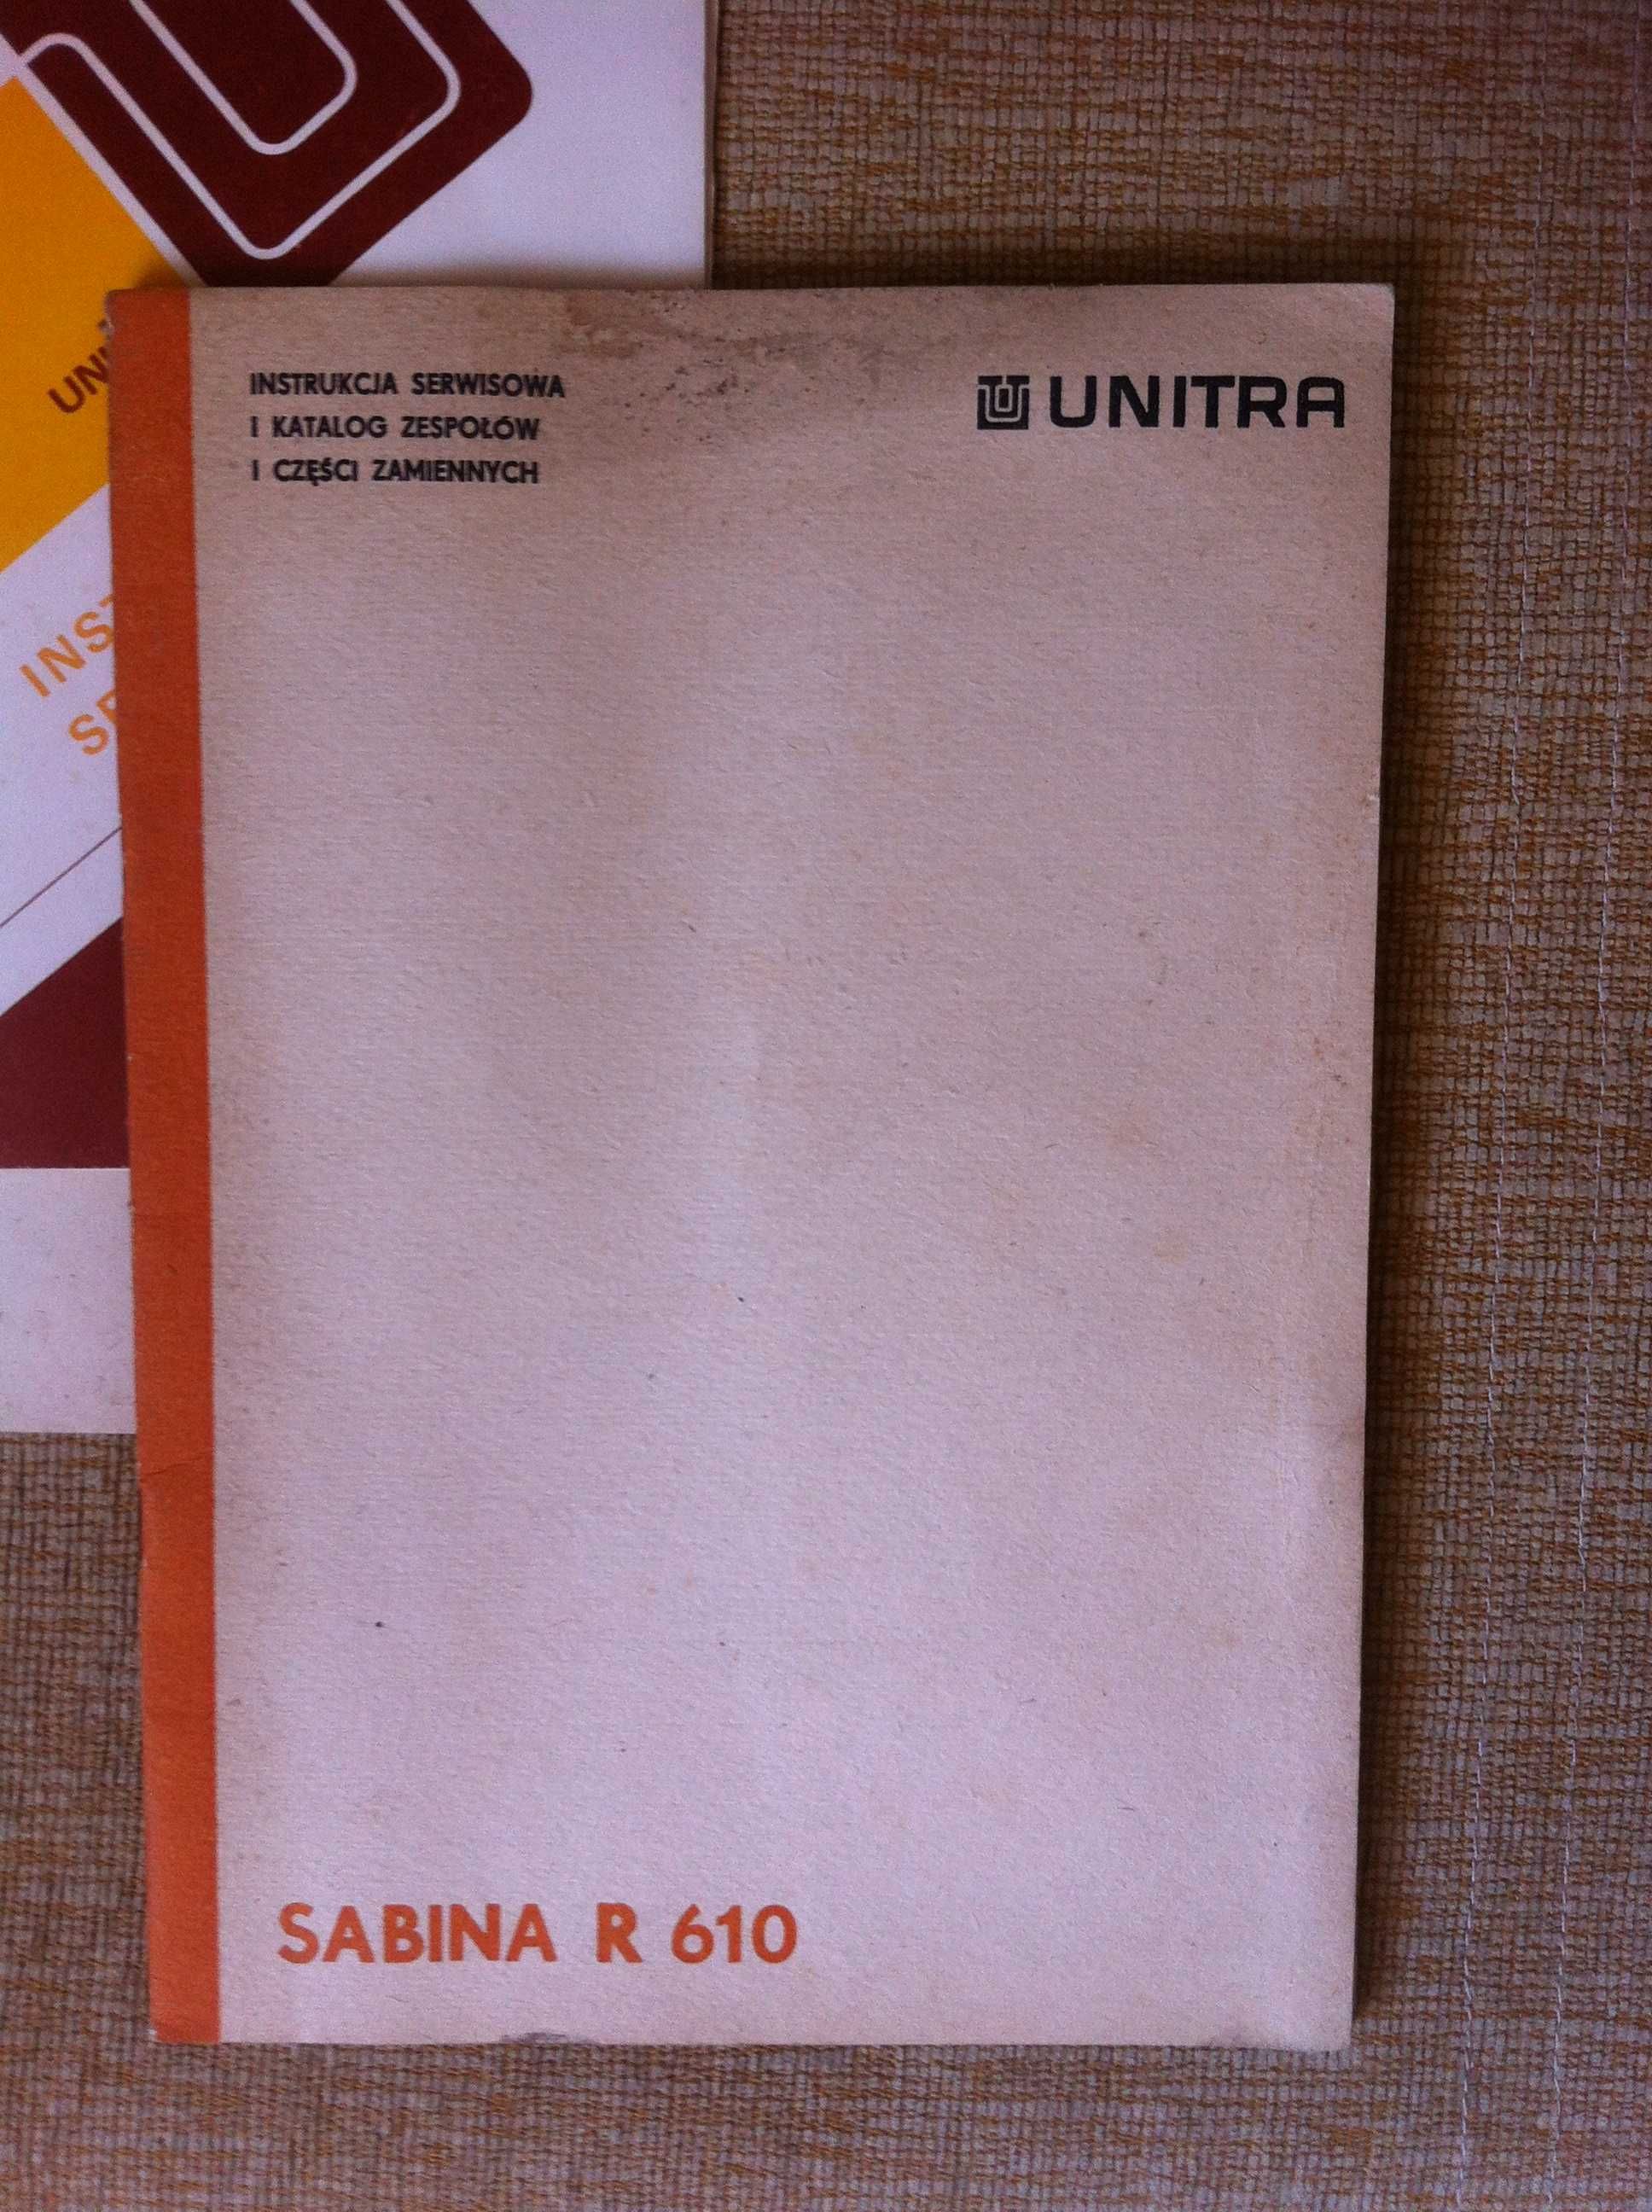 INSTRUKCJA SERWISOWA
I KATALOG ZESPOŁÓW
I CZĘŚCI ZAMIENNYCH
UNITRA
SABINA R 610